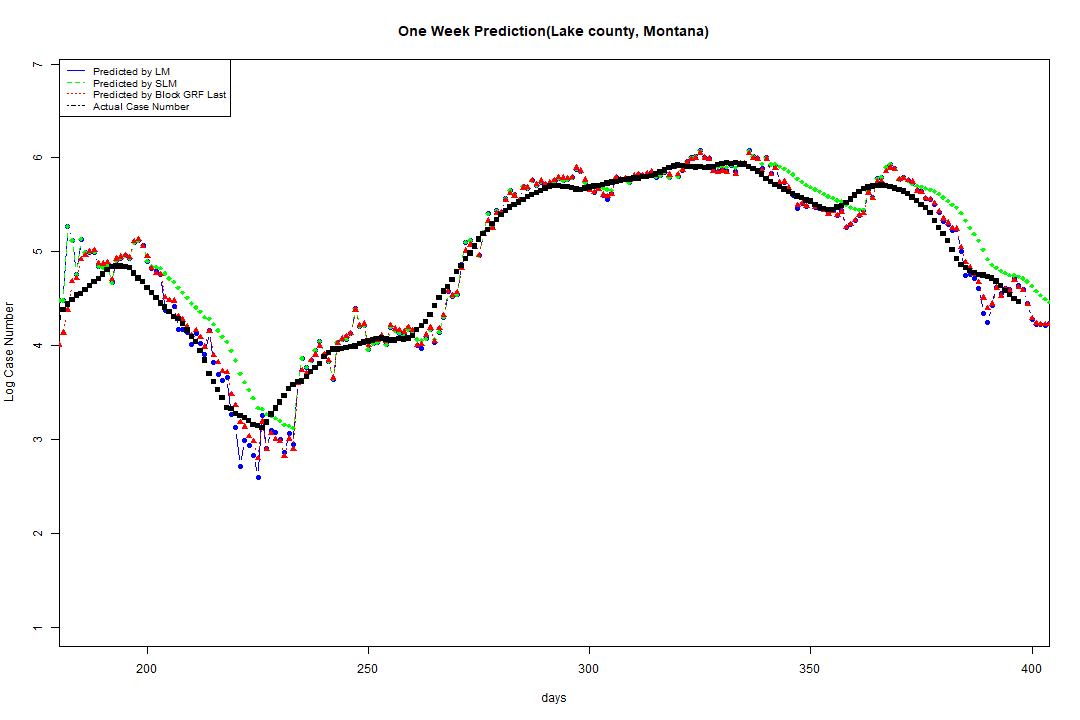 One Week Prediction(Lake county, Montana)
Predicted by LM
Predicted by SLM
Predicted by Block GRF Last
Actual Case Number
7
6
5
4
3
2
1
Log Case Number
200 250 300 350 400
days